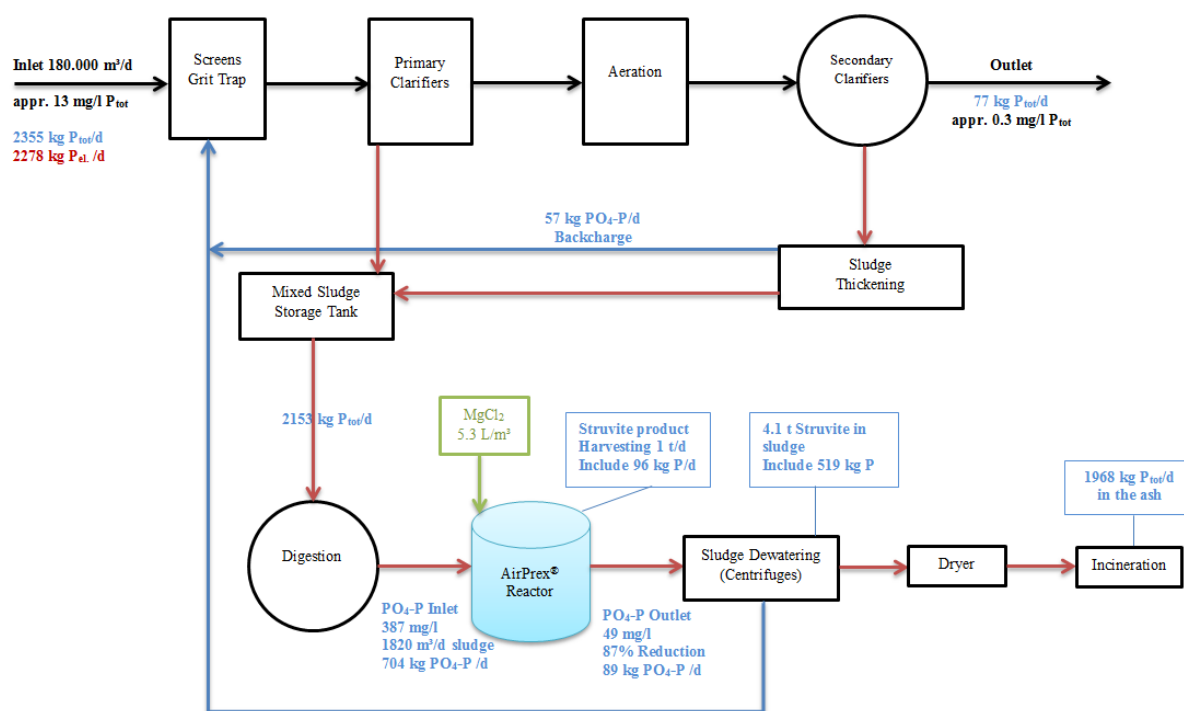 Inlet 180.000 m³/d
appr. 13 mg/l Ptot
2355 kg Ptot/d
2278 kg Pel. /d
Screens
Grit Trap
Primary
Clarifiers
Aeration
Secondary
Clarifiers
Outlet
77 kg Ptot/d
appr. 0.3 mg/l Ptot
57 kg PO₄-P/d
Backcharge
Sludge
Thickening
Mixed Sludge
Storage Tank
2153 kg Ptot/d
MgCl₂
5.3 L/m³
Struvite product
Harvesting 1 t/d
Include 96 kg P/d
4.1 t Struvite in
sludge
Include 519 kg P
1968 kg Ptot/d
in the ash
Digestion
AirPrex®
Reactor
Sludge Dewatering
(Centrifuges)
Dryer
Incineration
PO₄-P Inlet
387 mg/l
1820 m³/d sludge
704 kg PO₄-P /d
PO₄-P Outlet
49 mg/l
87% Reduction
89 kg PO₄-P /d